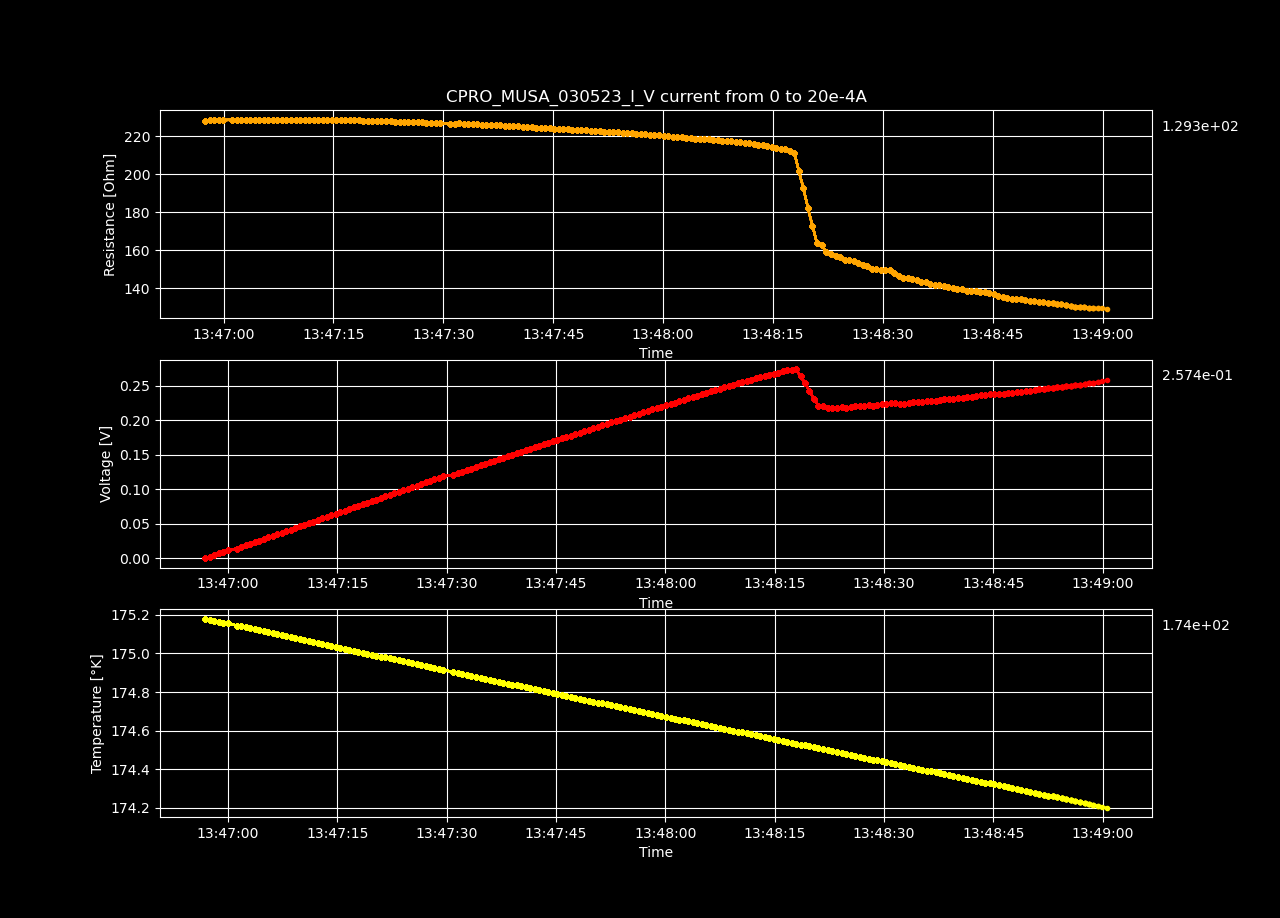 CPRO_MUSA_030523_I_V current from 0 to 20e-4A
1.293e+02
Resistance [Ohm]
220
200
180
160
140
13:47:00 13:47:15 13:47:30 13:47:45 13:48:00 13:48:15 13:48:30 13:48:45 13:49:00
Time
2.574e-01
Voltage [V]
0.25
0.20
0.15
0.10
0.05
0.00
13:47:00 13:47:15 13:47:30 13:47:45 13:48:00 13:48:15 13:48:30 13:48:45 13:49:00
Time
1.74e+02
Temperature [°K]
175.2
175.0
174.8
174.6
174.4
174.2
13:47:00 13:47:15 13:47:30 13:47:45 13:48:00 13:48:15 13:48:30 13:48:45 13:49:00
Time